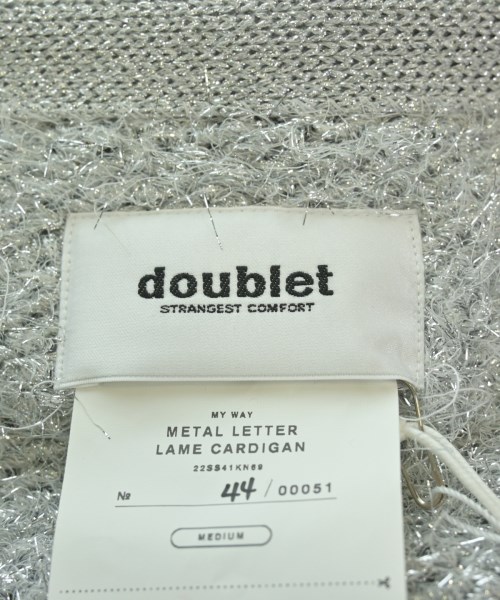 doublet
STRANGEST COMFORT
MY WAY
METAL LETTER
LAME CARDIGAN
22SS41KN69
№ 44 / 00051
MEDIUM